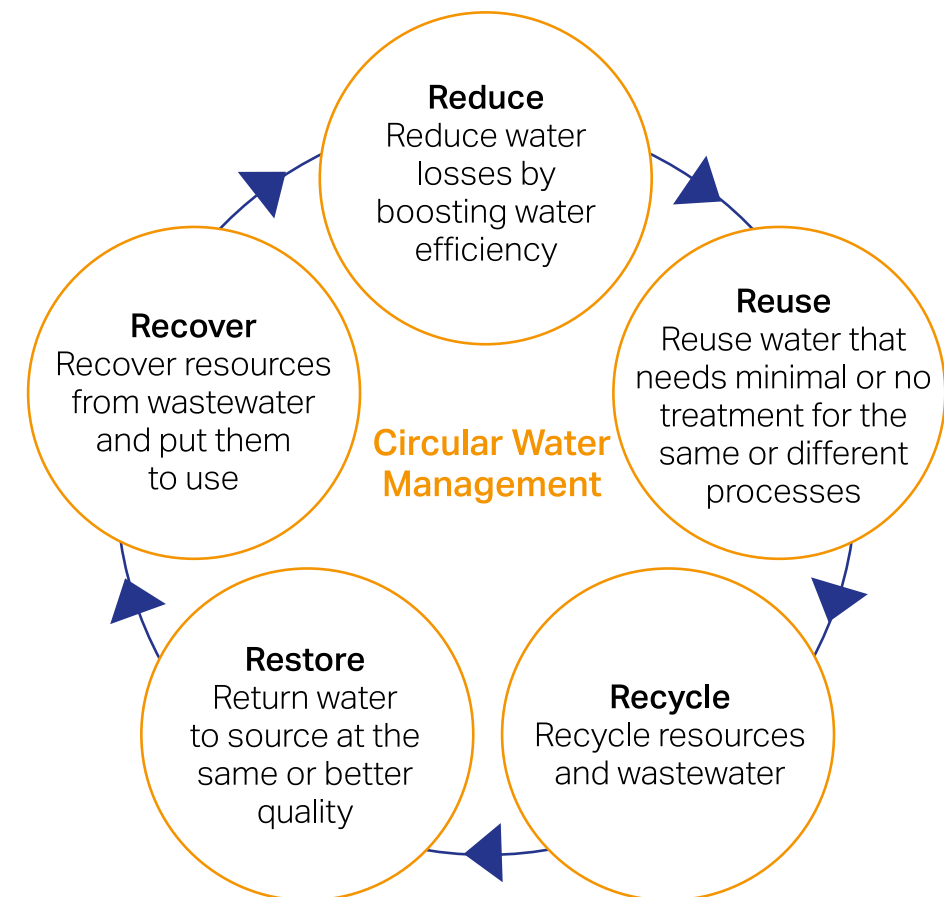 Reduce
Reduce water
losses by
boosting water
efficiency
Reuse
Reuse water that
needs minimal or no
treatment for the
same or different
processes
Recycle
Recycle resources
and wastewater
Restore
Return water
to source at the
same or better
quality
Recover
Recover resources
from wastewater
and put them
to use
Circular Water
Management